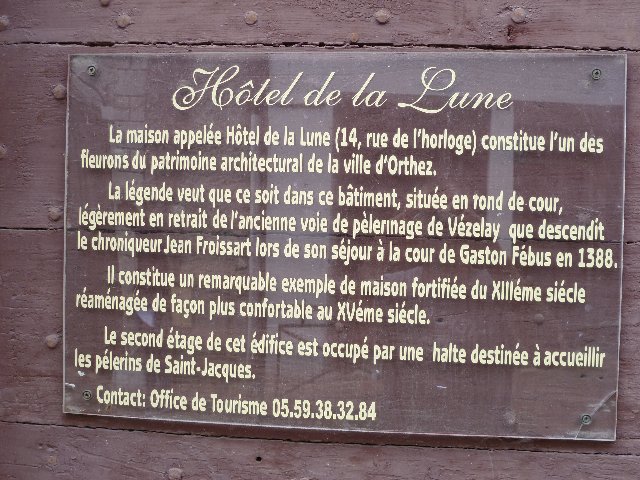 Hôtel de la Lune
La maison appelée Hôtel de la Lune (14, rue de l'horloge) constitue l'un des
fleurons du patrimoine architectural de la ville d'Orthez.
La légende veut que ce soit dans ce bâtiment, située en rond de cour,
légèrement en retrait de l'ancienne voie de pèlerinage de Vézelay que descendit
le chroniqueur Jean Froissart lors de son séjour à la cour de Gaston Fébus en 1388.
Il constitue un remarquable exemple de maison fortifiée du XIIIéme siécle
réaménagée de façon plus confortable au XVéme siécle.
Le second étage de cet édifice est occupé par une halte destinée à accueillir
les pélerins de Saint-Jacques.
Contact: Office de Tourisme 05.59.38.32.84